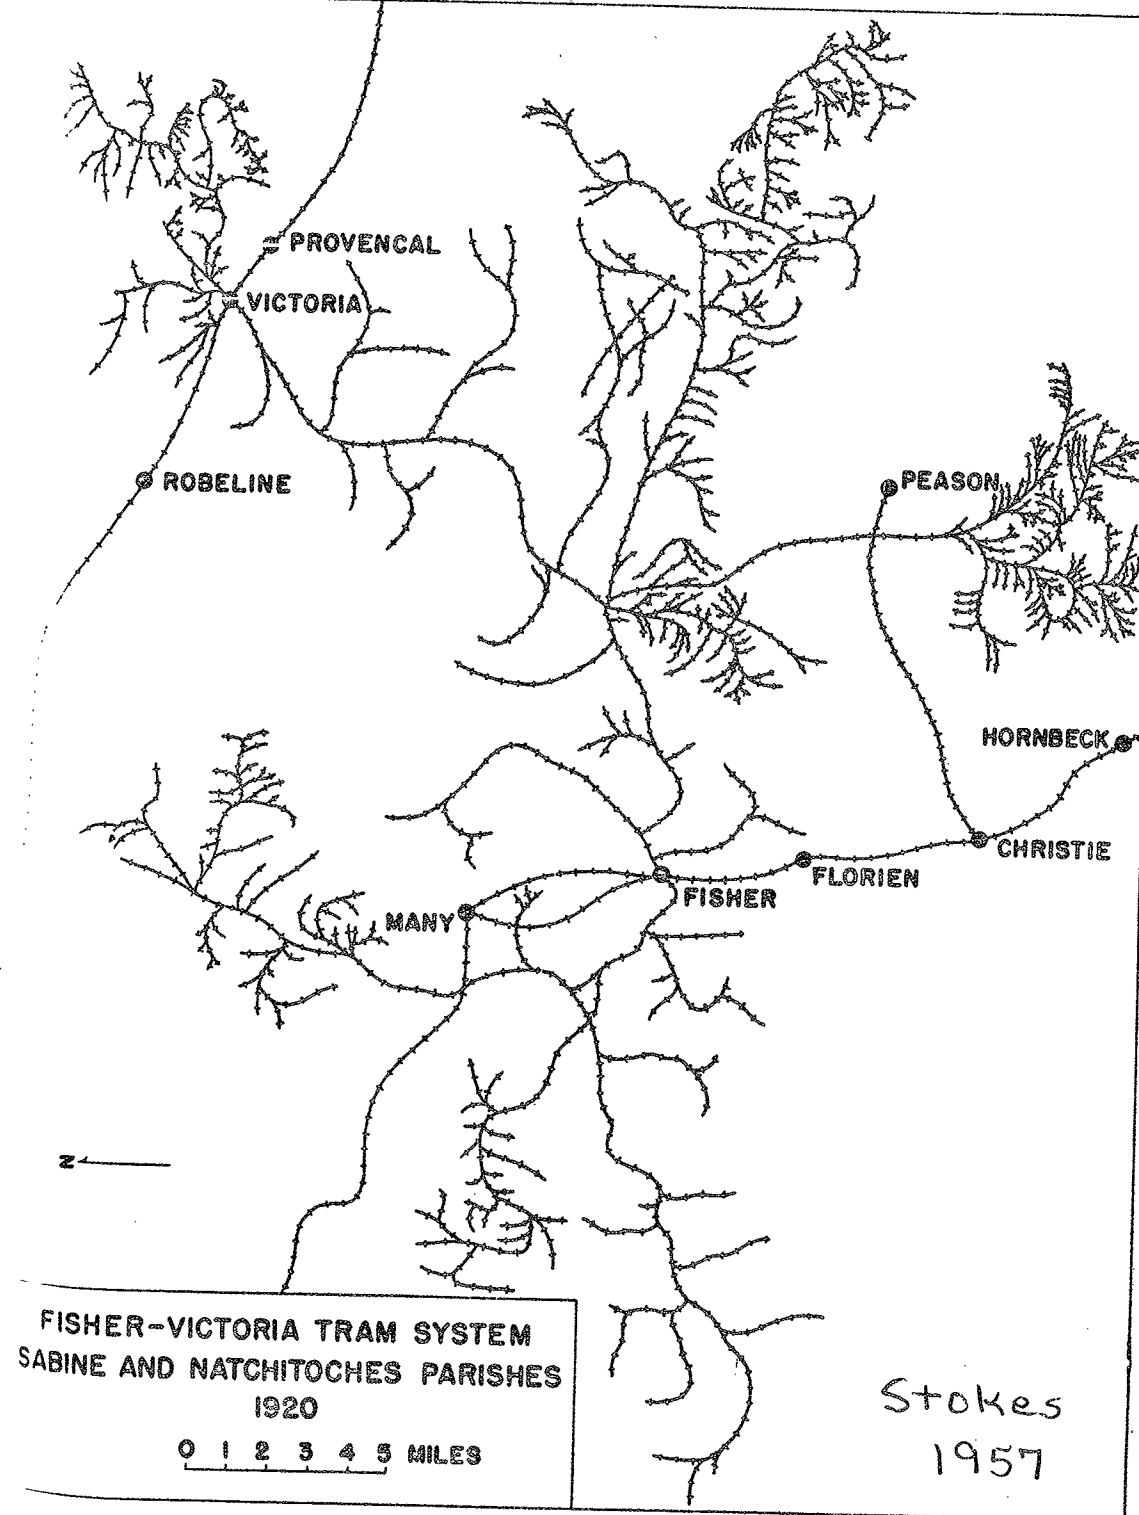 PROVENCAL
VICTORIA
ROBELINE
PEASON
HORNBECK
CHRISTIE
FLORIEN
FISHER
MANY
N
FISHER-VICTORIA TRAM SYSTEM
SABINE AND NATCHITOCHES PARISHES
1920
0 1 2 3 4 5 MILES
Stokes
1957